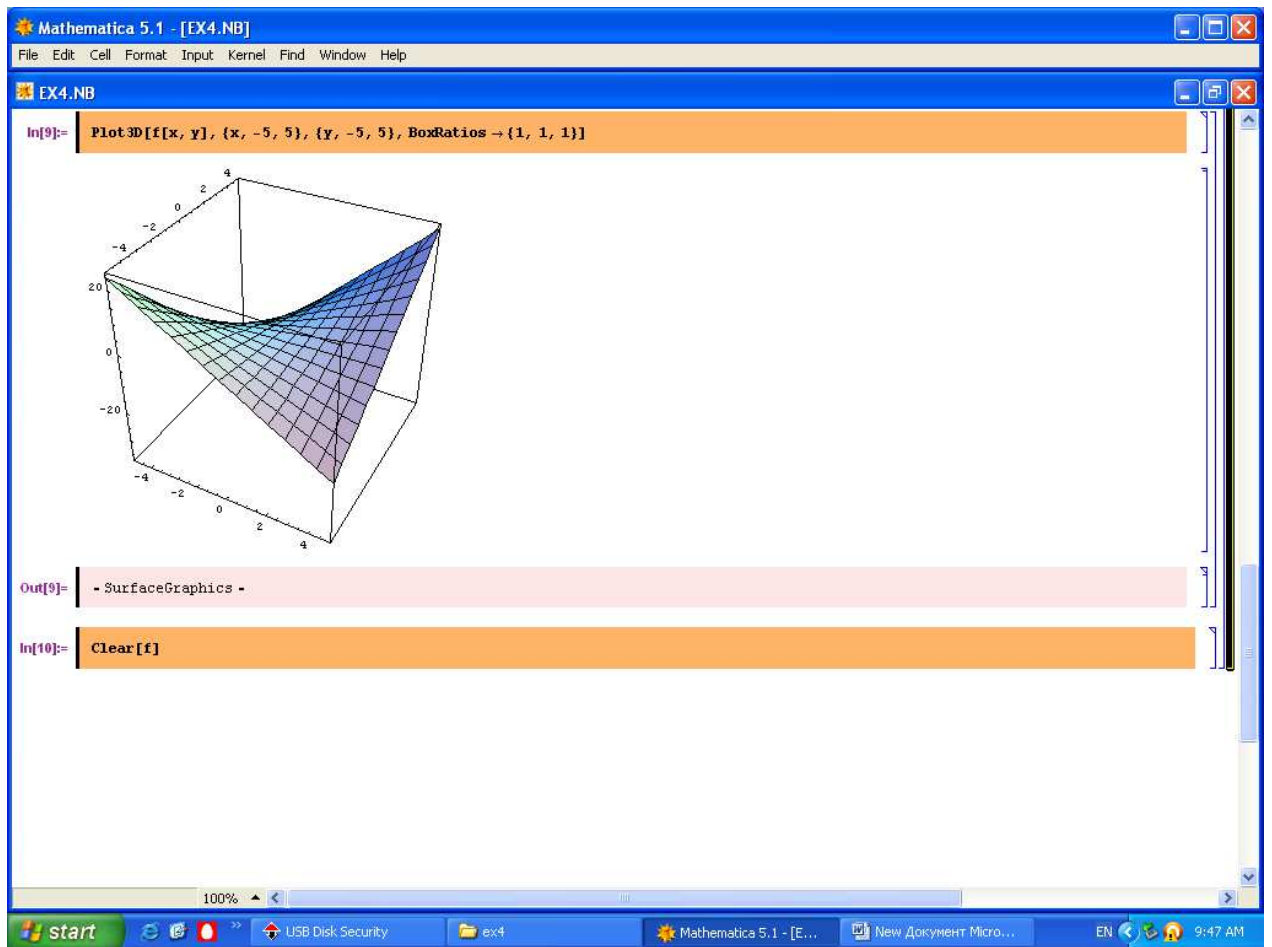 Mathematica 5.1 - [EX4.NB]
File Edit Cell Format Input Kernel Find Window Help
EX4.NB
In[9]:= Plot3D[f[x, y], {x, -5, 5}, {y, -5, 5}, BoxRatios → {1, 1, 1}]
4
2
0
-2
-4
20
0
-20
-4
-2
0
2
4
Out[9]= - SurfaceGraphics -
In[10]:= Clear[f]
100%
start USB Disk Security ex4 Mathematica 5.1 - [E... New Документ Micro... EN 9:47 AM